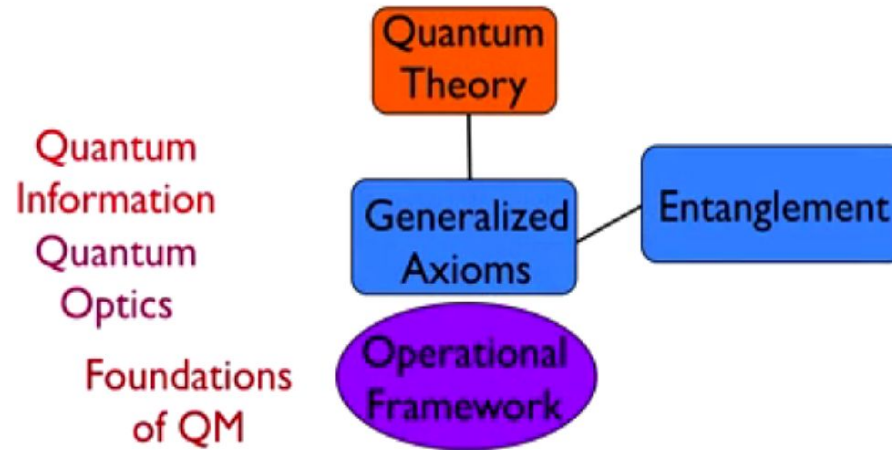 Quantum
Theory
Quantum
Information
Quantum
Optics
Foundations
of QM
Generalized
Axioms
Entanglement
Operational
Framework